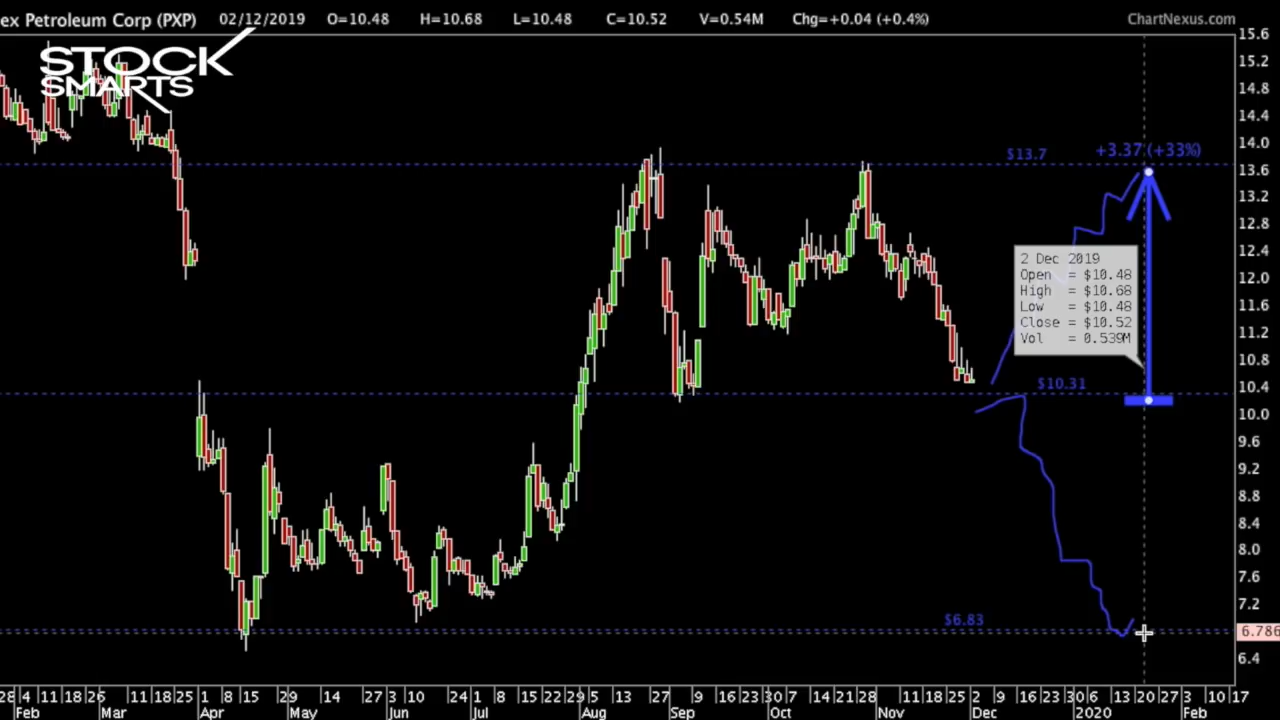 ex Petroleum Corp (PXP) 02/12/2019 O=10.48 H=10.68 L=10.48 C=10.52 V=0.54M Chg=+0.04 (+0.4%) ChartNexus.com
STOCK
SMARTS
15.6
15.2
14.8
14.4
14.0
13.6
13.2
12.8
12.4
12.0
11.6
11.2
10.8
10.4
10.0
9.6
9.2
8.8
8.4
8.0
7.6
7.2
6.786
6.4
$13.7
+3.37 (+33%)
2 Dec 2019
Open = $10.48
High = $10.68
Low = $10.48
Close = $10.52
Vol = 0.539M
$10.31
$6.83
28 4 11 18 26 11 18 25 1 8 15 29 14 27 3 10 24 1 8 15 22 29 5 13 27 9 16 23 30 7 14 21 28 11 18 25 2 9 16 23 30 6 13 20 27 3 10 17
Feb Mar Apr May Jun Jul Aug Sep Oct Nov Dec 2020 Feb